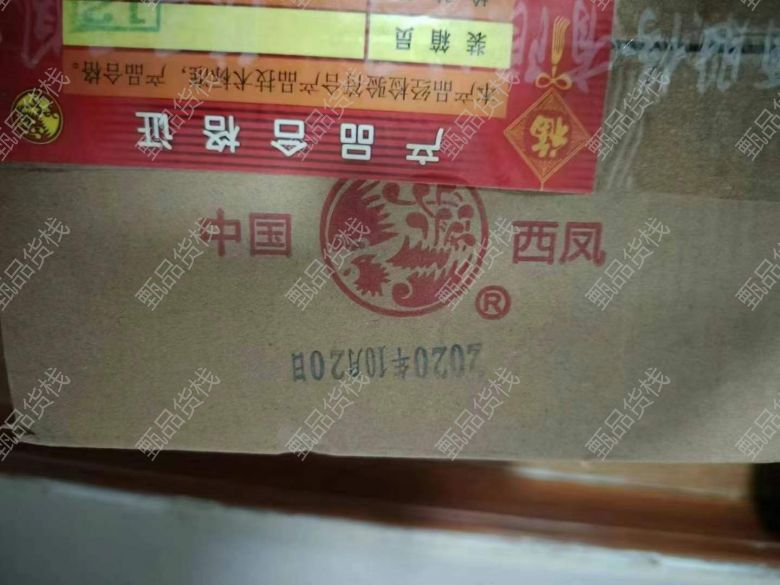 产品合格证
本产品经检验符合产品技术标准，产品合格。
装箱员
中国 西凤
®
2020年10月20日
甄品货栈